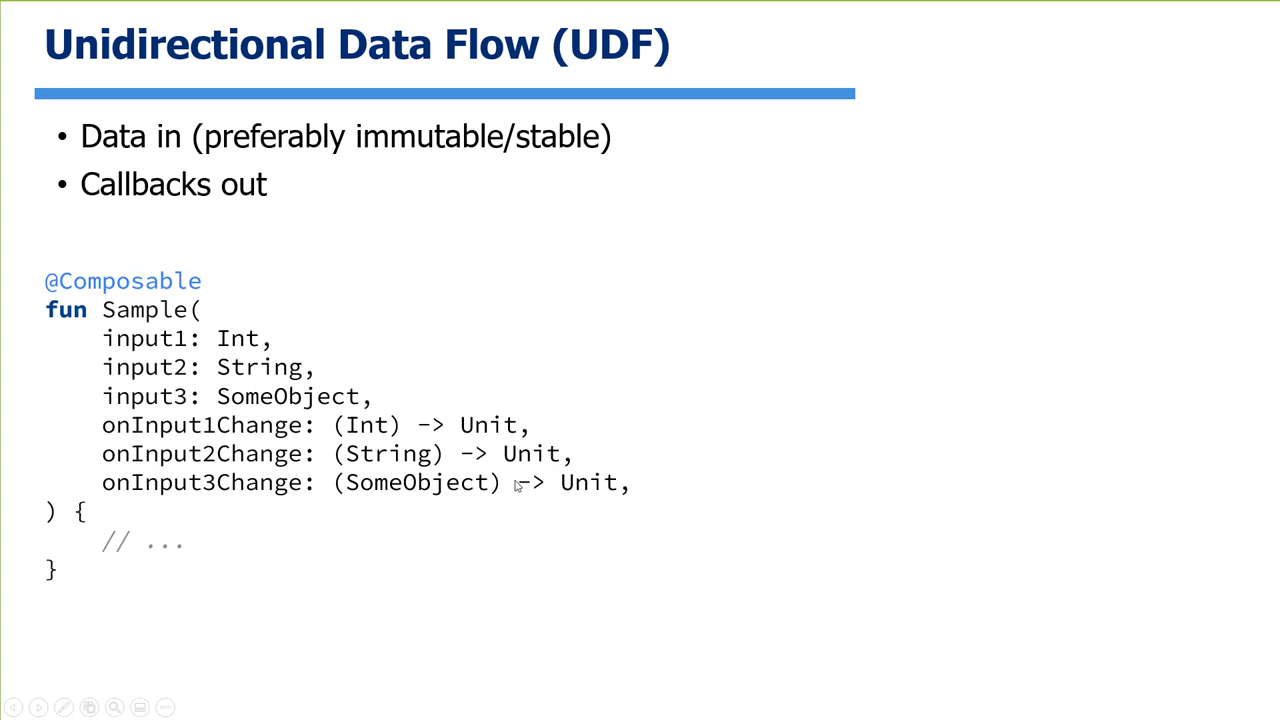 Unidirectional Data Flow (UDF)
• Data in (preferably immutable/stable)
• Callbacks out
@Composable
fun Sample(
    input1: Int,
    input2: String,
    input3: SomeObject,
    onInput1Change: (Int) -> Unit,
    onInput2Change: (String) -> Unit,
    onInput3Change: (SomeObject) -> Unit,
) {
    // ...
}